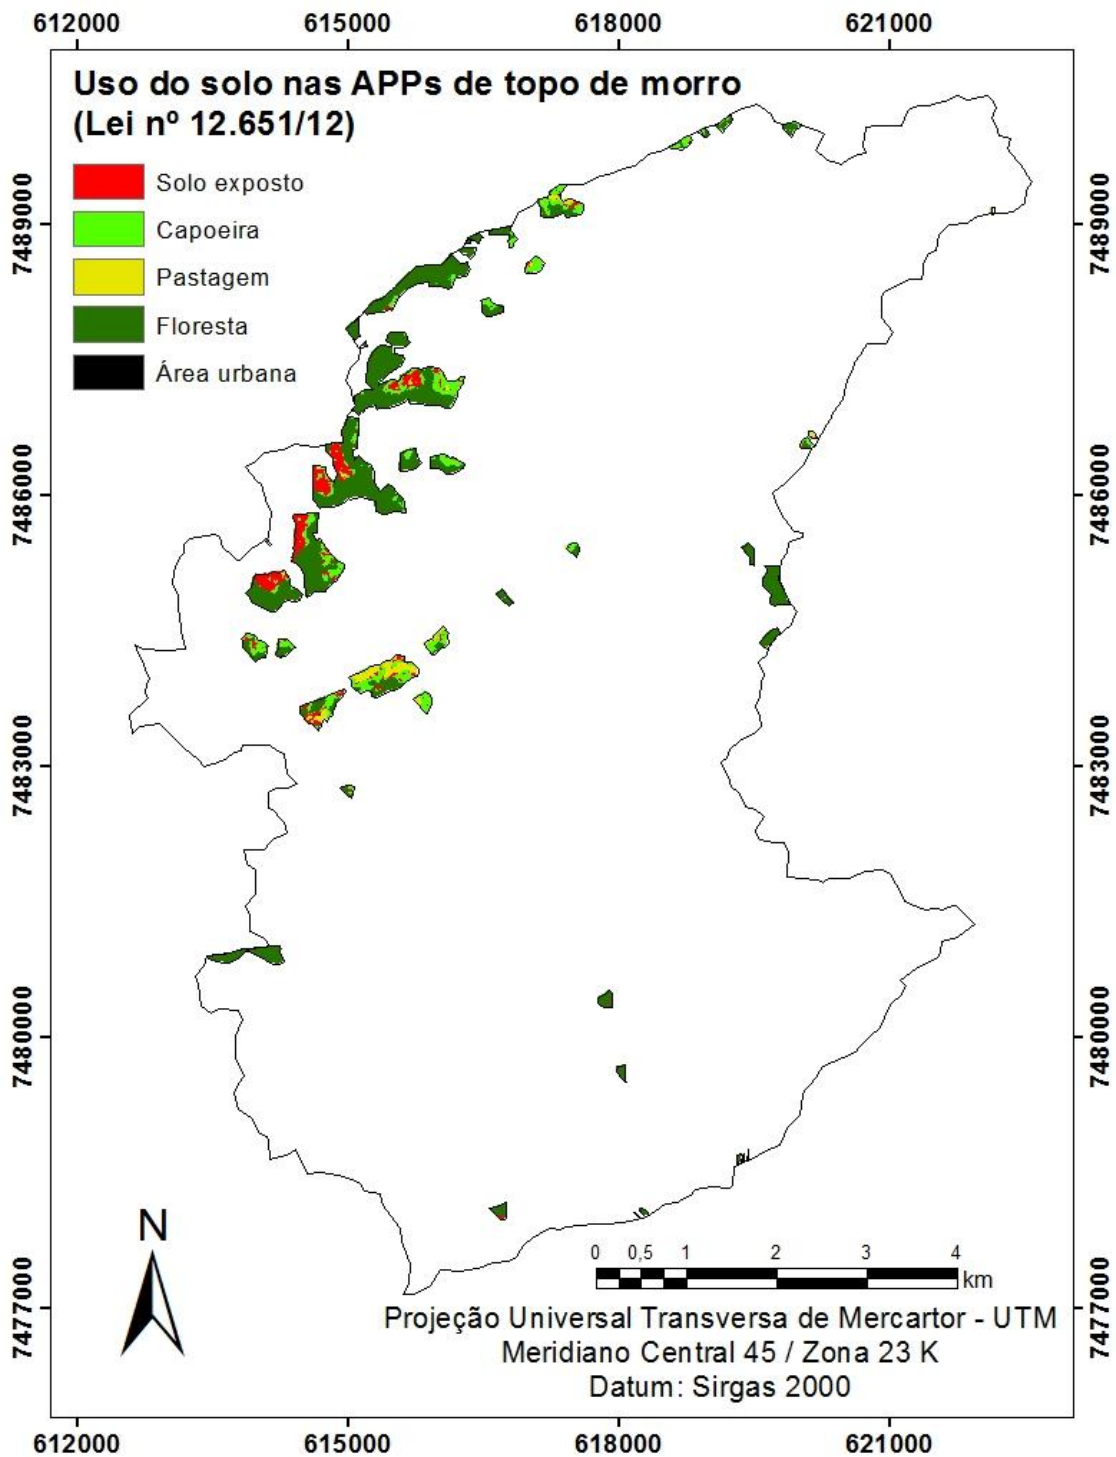 612000 615000 618000 621000
Uso do solo nas APPs de topo de morro
(Lei nº 12.651/12)
Solo exposto
Capoeira
Pastagem
Floresta
Área urbana
7489000 7489000
7486000 7486000
7483000 7483000
7480000 7480000
7477000 7477000
N
0 0,5 1 2 3 4
km
Projeção Universal Transversa de Mercartor - UTM
Meridiano Central 45 / Zona 23 K
Datum: Sirgas 2000
612000 615000 618000 621000